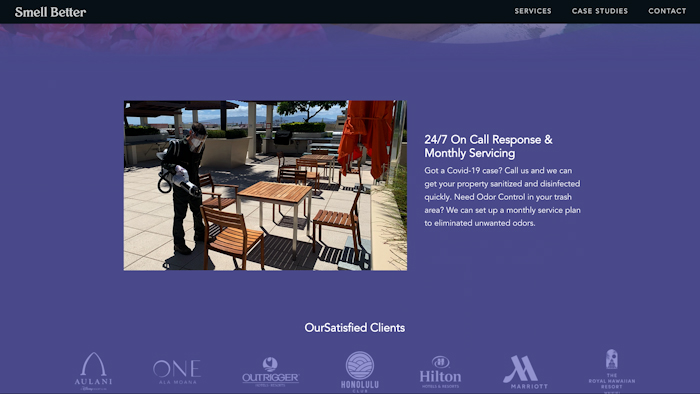 Smell Better
SERVICES
CASE STUDIES
CONTACT
24/7 On Call Response &
Monthly Servicing
Got a Covid-19 case? Call us and we can
get your property sanitized and disinfected
quickly. Need Odor Control in your trash
area? We can set up a monthly service plan
to eliminated unwanted odors.
OurSatisfied Clients
AULANI
ONE
ALA MOANA
OUTRIGGER
HONOLULU
CLUB
Hilton
HOTELS & RESORTS
MARRIOTT
THE
ROYAL HAWAIIAN
RESORT